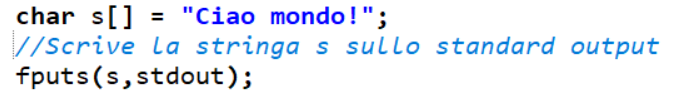 char s[] = "Ciao mondo!";
//Scrive la stringa s sullo standard output
fputs(s,stdout);